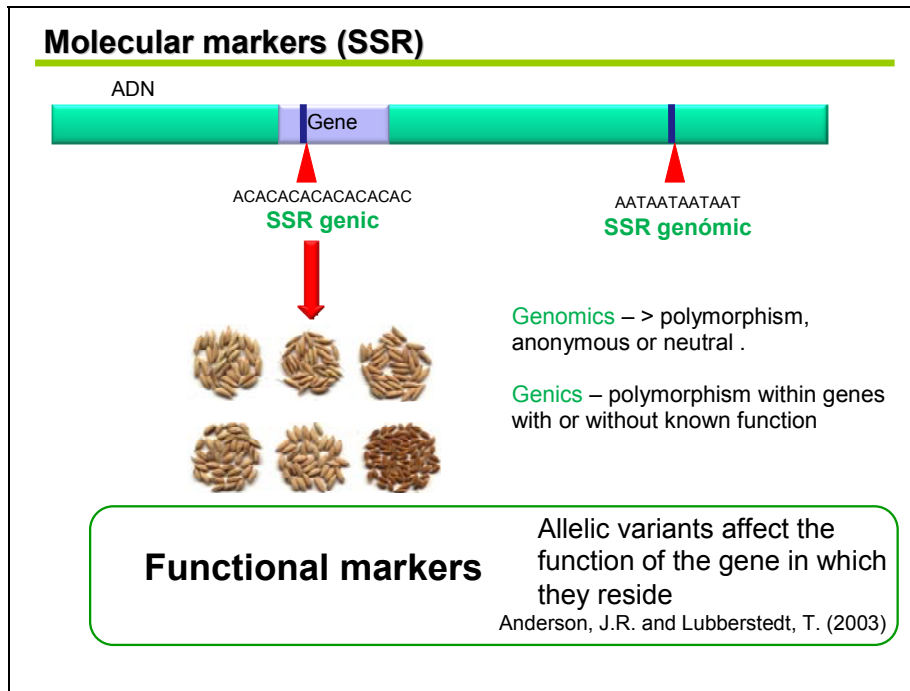 Molecular markers (SSR)
ADN
Gene
ACACACACACACACAC
SSR genic
AATAATAATAAT
SSR genómic
Genomics – > polymorphism,
anonymous or neutral .
Genics – polymorphism within genes
with or without known function
Functional markers
Allelic variants affect the
function of the gene in which
they reside
Anderson, J.R. and Lubberstedt, T. (2003)